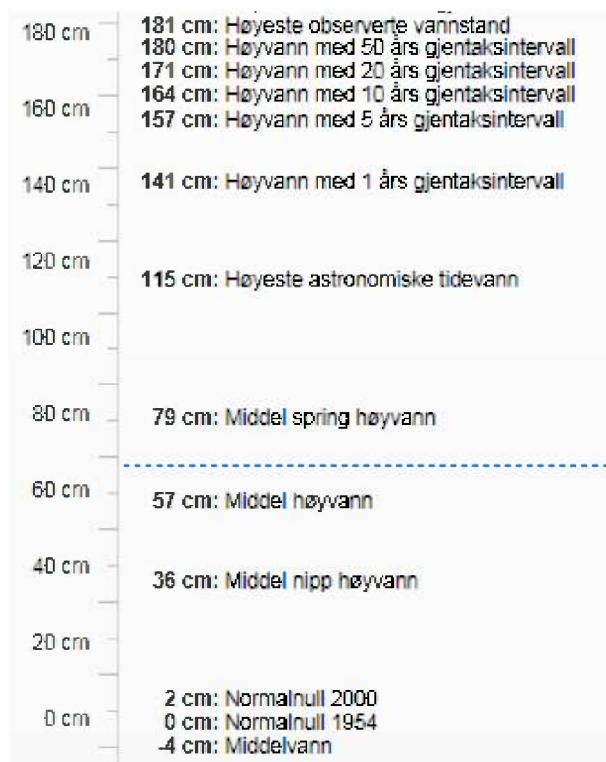 180 cm
181 cm: Høyeste observerte vannstand
180 cm: Høyvann med 50 års gjentaksintervall
171 cm: Høyvann med 20 års gjentaksintervall
164 cm: Høyvann med 10 års gjentaksintervall
160 cm
157 cm: Høyvann med 5 års gjentaksintervall
140 cm
141 cm: Høyvann med 1 års gjentaksintervall
120 cm
115 cm: Høyeste astronomiske tidevann
100 cm
80 cm
79 cm: Middel spring høyvann
60 cm
57 cm: Middel høyvann
40 cm
36 cm: Middel nipp høyvann
20 cm
2 cm: Normalnull 2000
0 cm
0 cm: Normalnull 1954
-4 cm: Middelvann